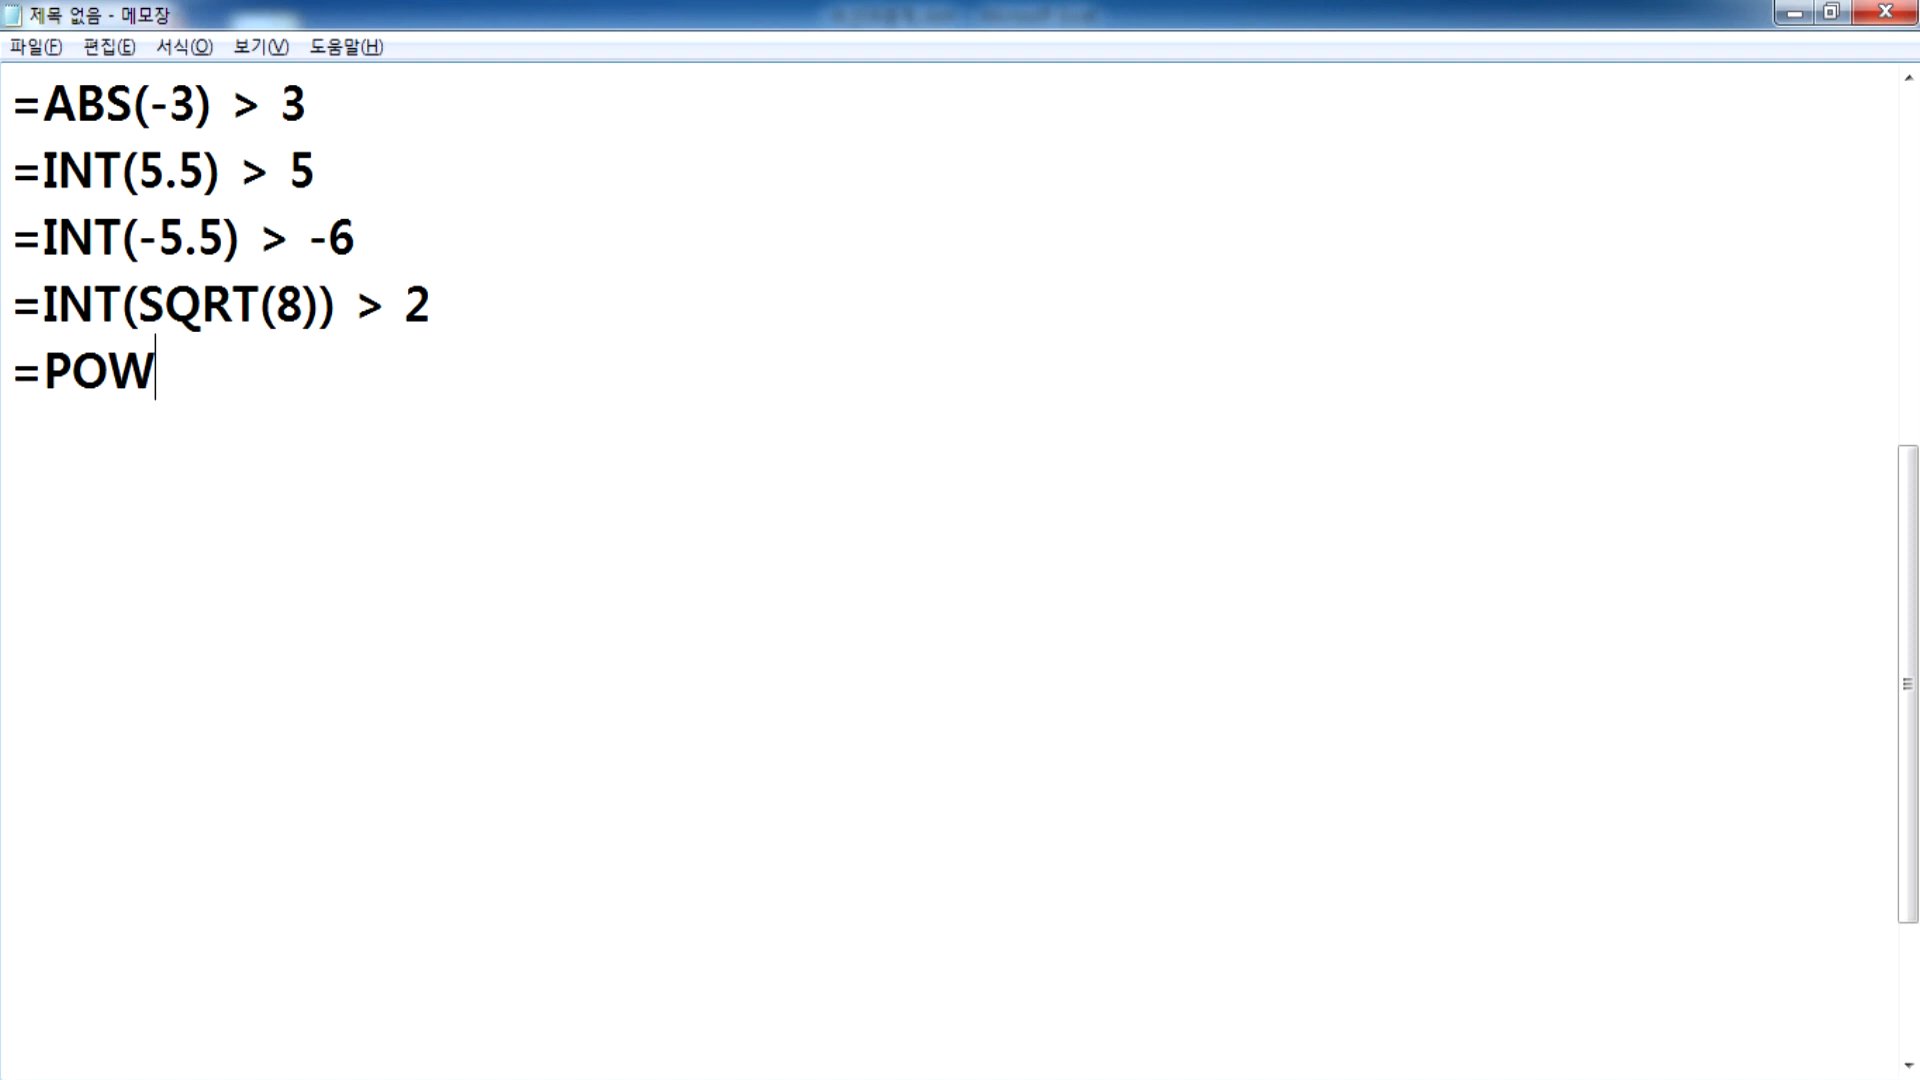 제목 없음 - 메모장
파일(F) 편집(E) 서식(O) 보기(V) 도움말(H)
=ABS(-3) > 3
=INT(5.5) > 5
=INT(-5.5) > -6
=INT(SQRT(8)) > 2
=POW